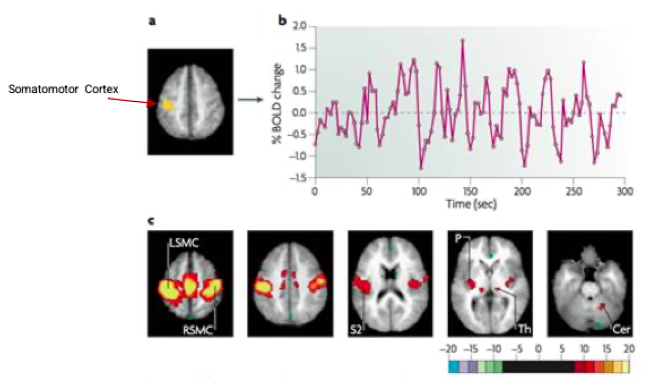 a
b
Somatomotor Cortex
% BOLD change
2.0
1.5
1.0
0.5
0.0
−0.5
−1.0
−1.5
0 50 100 150 200 250 300
Time (sec)
c
LSMC
RSMC
S2
P
Th
Cer
−20 −15 −10 −5 0 5 10 15 20